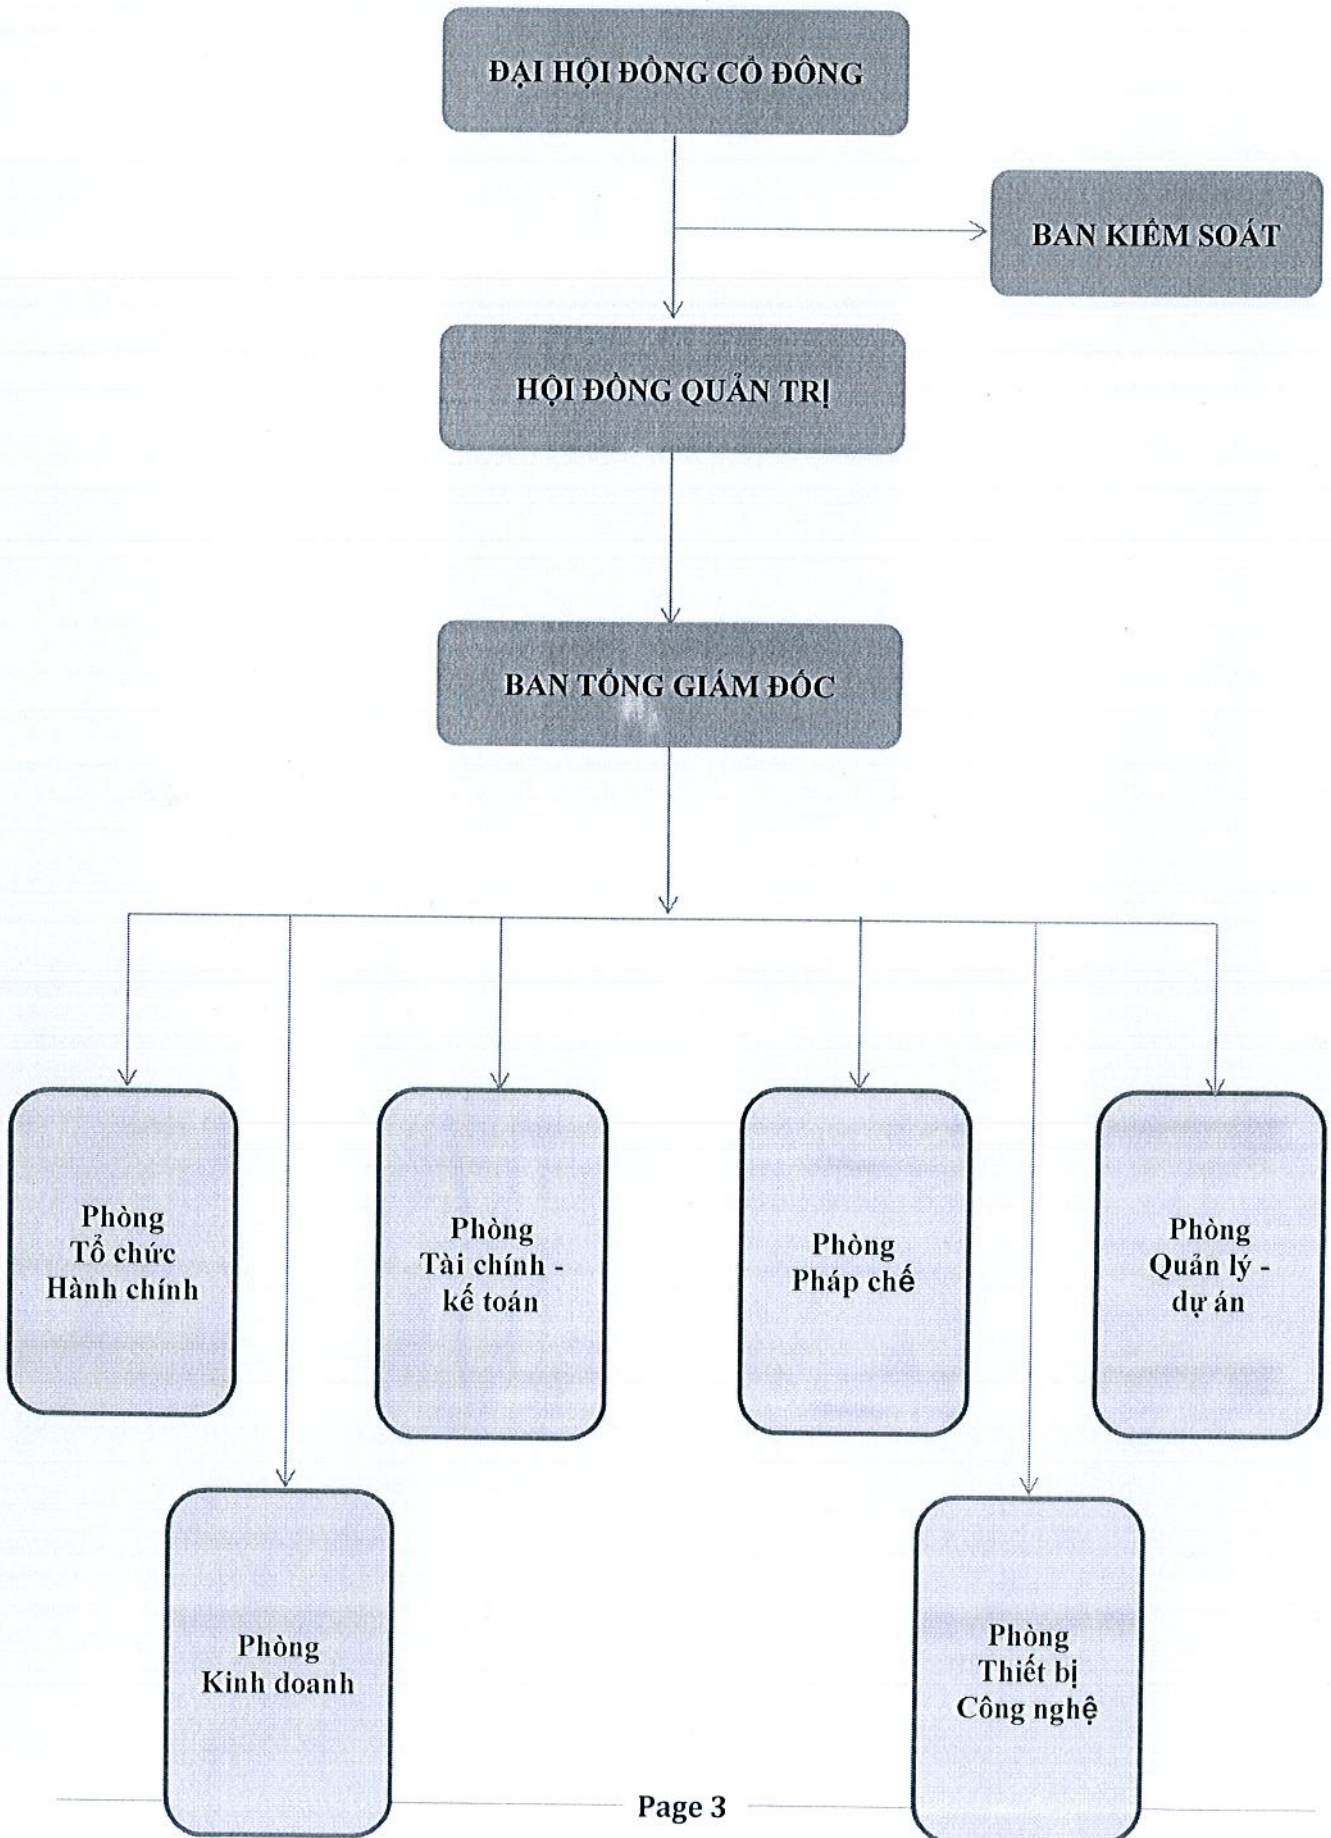 ĐẠI HỘI ĐỒNG CỔ ĐÔNG
BAN KIỂM SOÁT
HỘI ĐỒNG QUẢN TRỊ
BAN TỔNG GIÁM ĐỐC
Phòng
Tổ chức
Hành chính
Phòng
Tài chính -
kế toán
Phòng
Pháp chế
Phòng
Quản lý -
dự án
Phòng
Kinh doanh
Phòng
Thiết bị
Công nghệ
Page 3